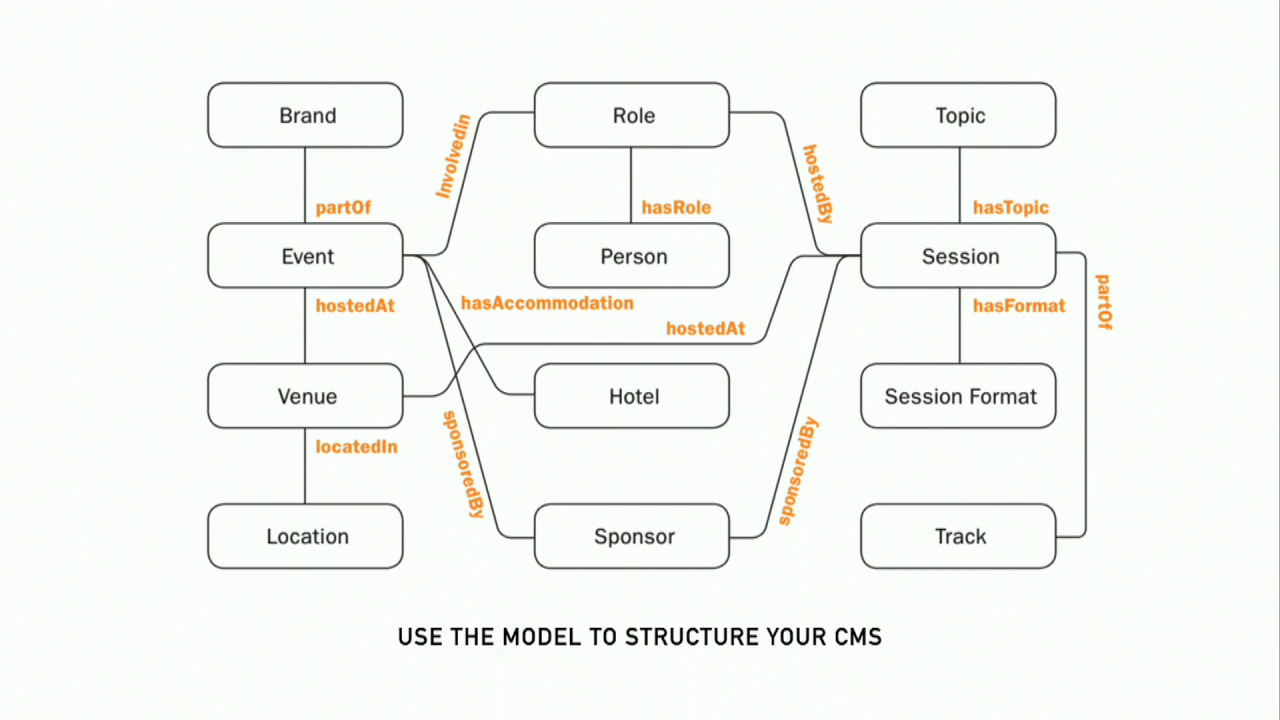 Brand
Role
Topic
Involvedin
hostedBy
partOf
hasRole
hasTopic
Event
Person
Session
hostedAt
hasAccommodation
hostedAt
hasFormat
partOf
Venue
Hotel
Session Format
locatedIn
sponsoredBy
sponsoredBy
Location
Sponsor
Track
USE THE MODEL TO STRUCTURE YOUR CMS